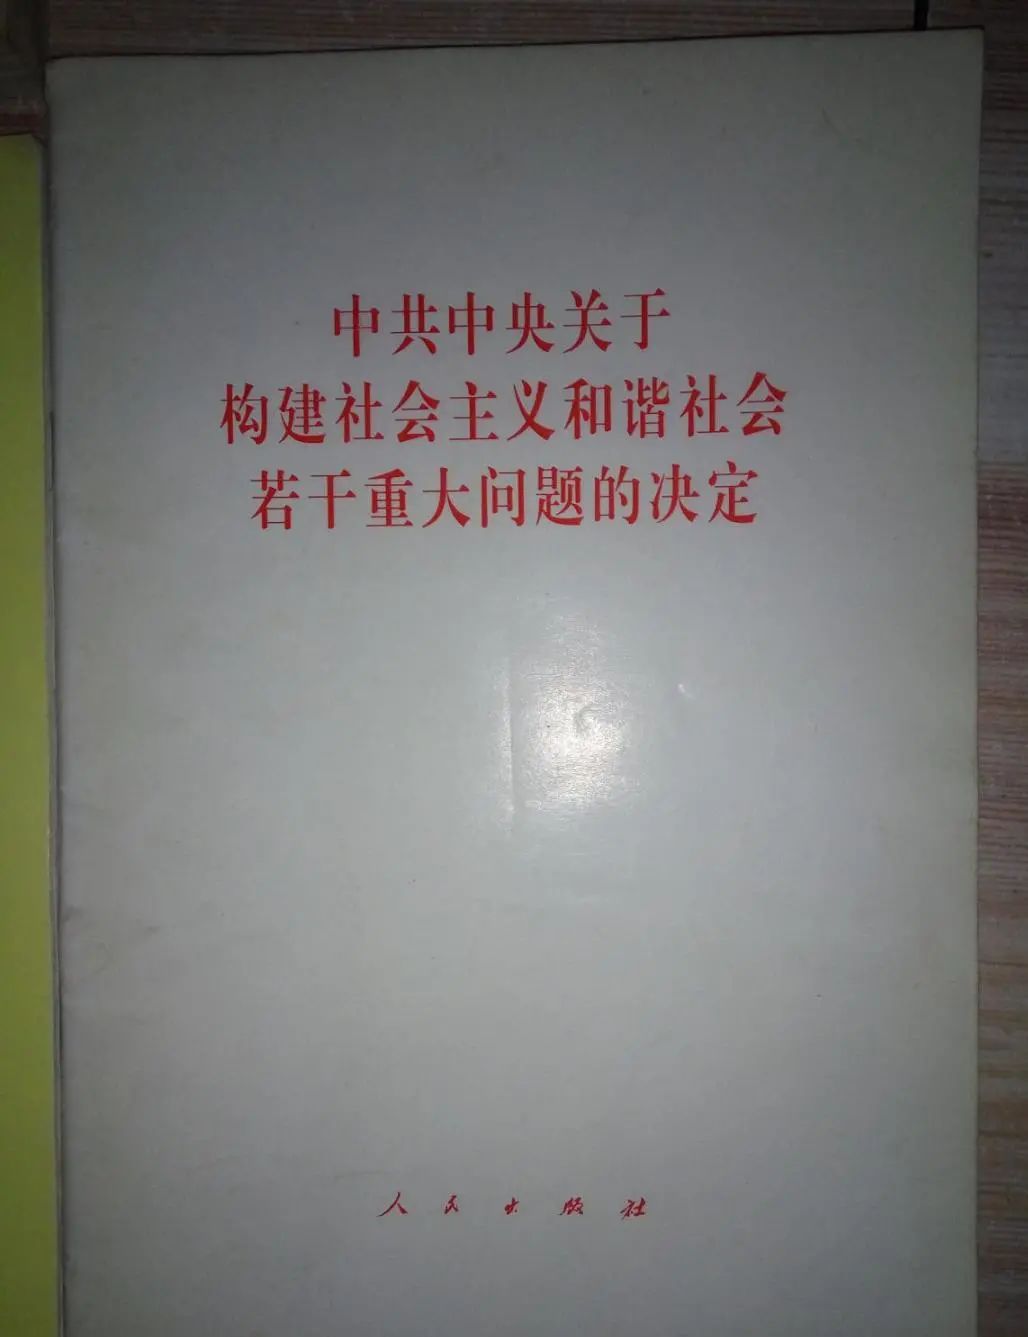 中共中央关于
构建社会主义和谐社会
若干重大问题的决定
人民出版社